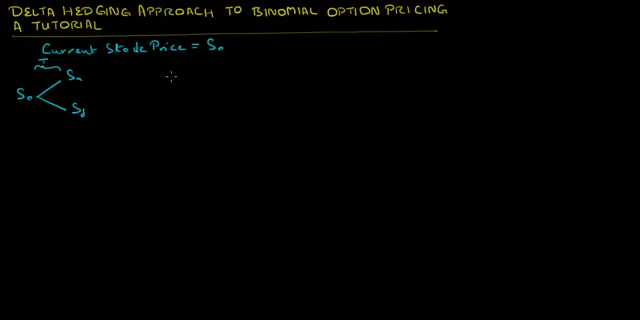 DELTA HEDGING APPROACH TO BINOMIAL OPTION PRICING
A TUTORIAL
Current Stock Price = S₀
T
Sᵤ
S₀
S_d